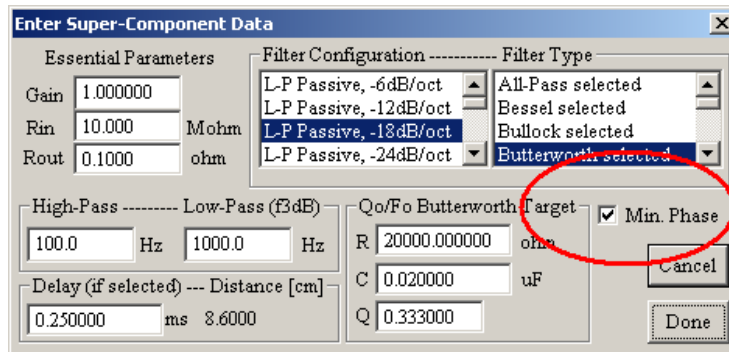 Enter Super-Component Data
Essential Parameters
Gain 1.000000
Rin 10.000 Mohm
Rout 0.1000 ohm
Filter Configuration ----------- Filter Type
L-P Passive, -6dB/oct
L-P Passive, -12dB/oct
L-P Passive, -18dB/oct
L-P Passive, -24dB/oct
All-Pass selected
Bessel selected
Bullock selected
Butterworth selected
High-Pass --------- Low-Pass (f3dB)
100.0 Hz 1000.0 Hz
Delay (if selected) --- Distance [cm]
0.250000 ms 8.6000
Qo/Fo Butterworth Target
R 20000.000000 ohm
C 0.020000 uF
Q 0.333000
Min. Phase
Cancel
Done